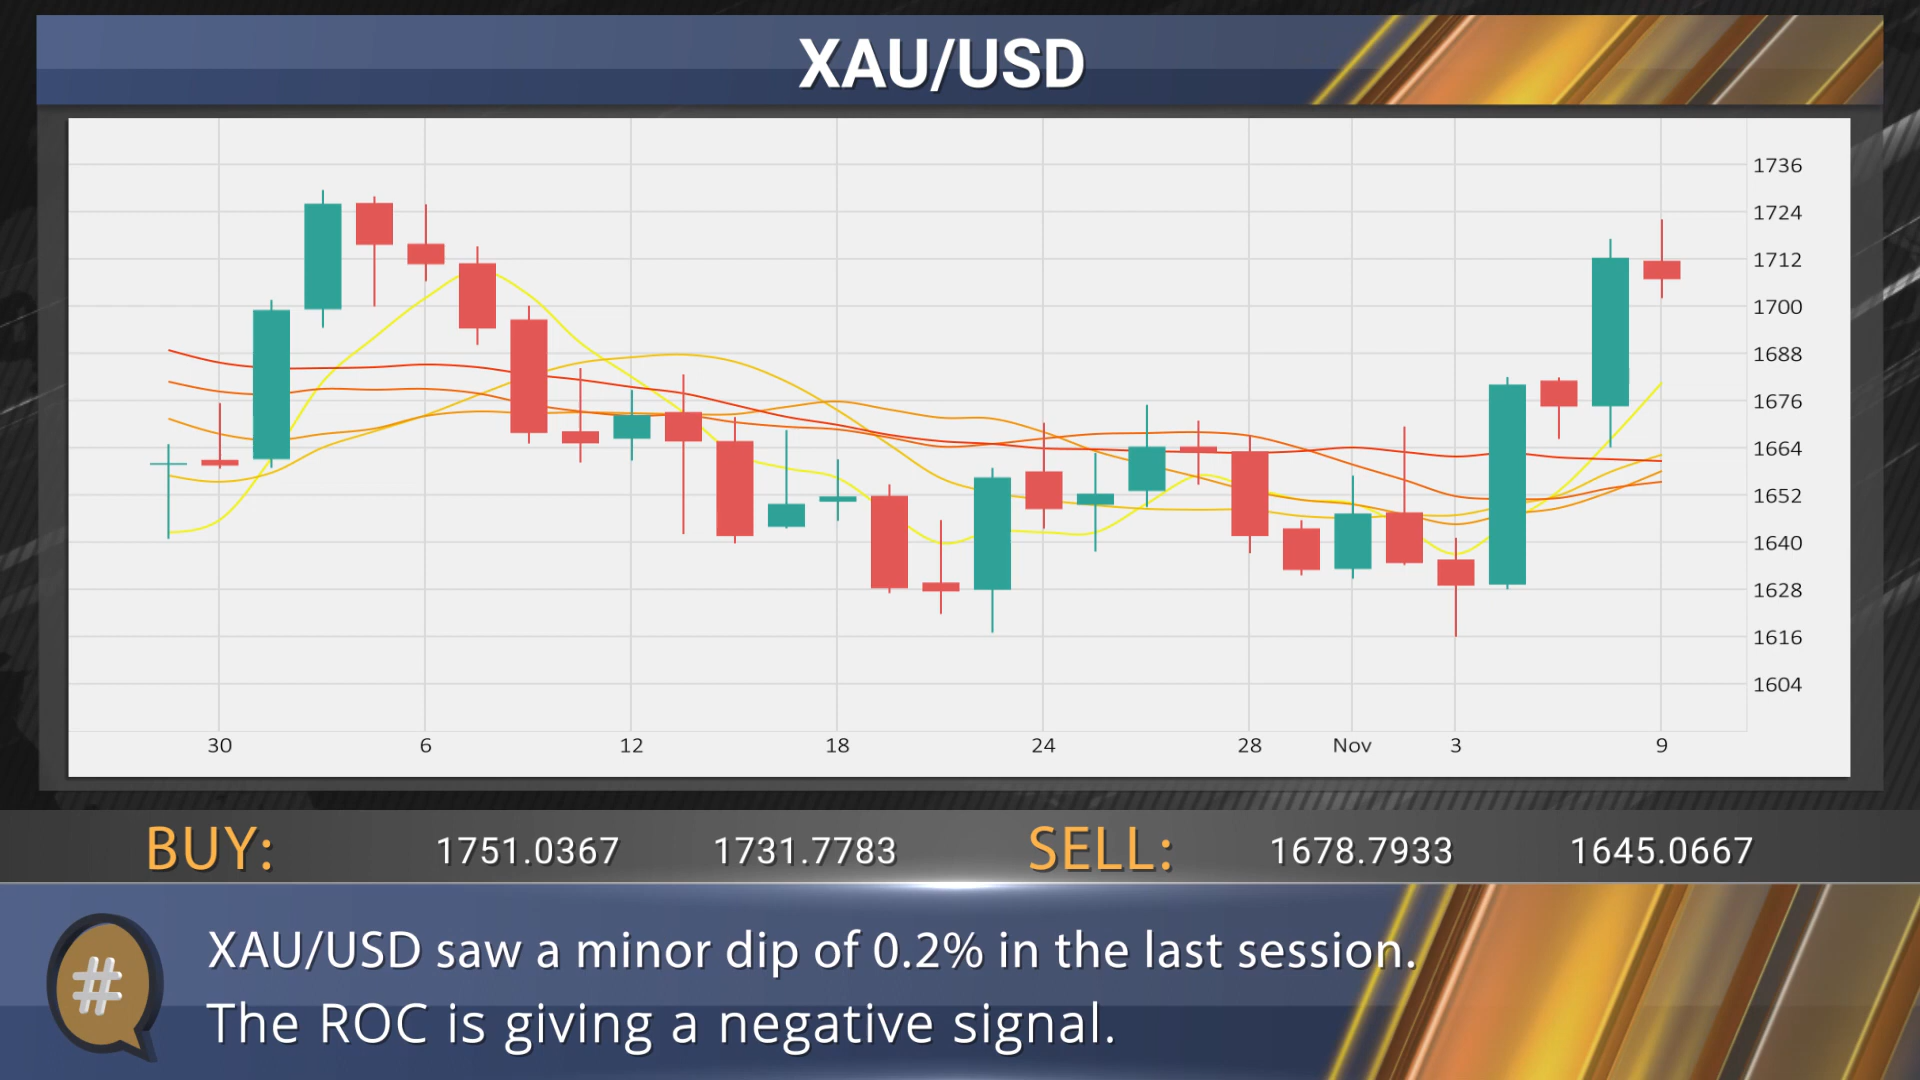 XAU/USD
1736
1724
1712
1700
1688
1676
1664
1652
1640
1628
1616
1604
30 6 12 18 24 28 Nov 3 9
BUY: 1751.0367 1731.7783 SELL: 1678.7933 1645.0667
#
XAU/USD saw a minor dip of 0.2% in the last session.
The ROC is giving a negative signal.